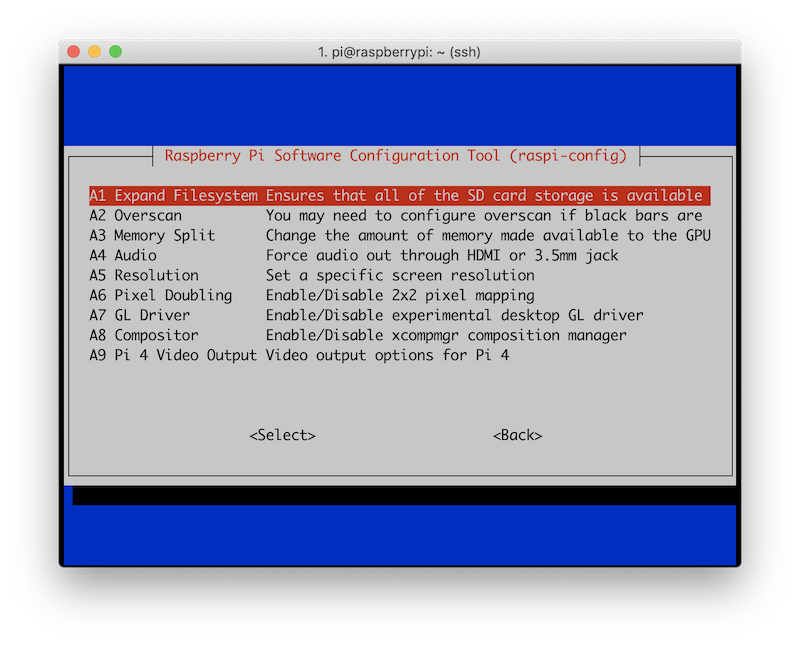 1. pi@raspberrypi: ~ (ssh)
Raspberry Pi Software Configuration Tool (raspi-config)
A1 Expand Filesystem Ensures that all of the SD card storage is available
A2 Overscan You may need to configure overscan if black bars are
A3 Memory Split Change the amount of memory made available to the GPU
A4 Audio Force audio out through HDMI or 3.5mm jack
A5 Resolution Set a specific screen resolution
A6 Pixel Doubling Enable/Disable 2x2 pixel mapping
A7 GL Driver Enable/Disable experimental desktop GL driver
A8 Compositor Enable/Disable xcompmgr composition manager
A9 Pi 4 Video Output Video output options for Pi 4
<Select> <Back>